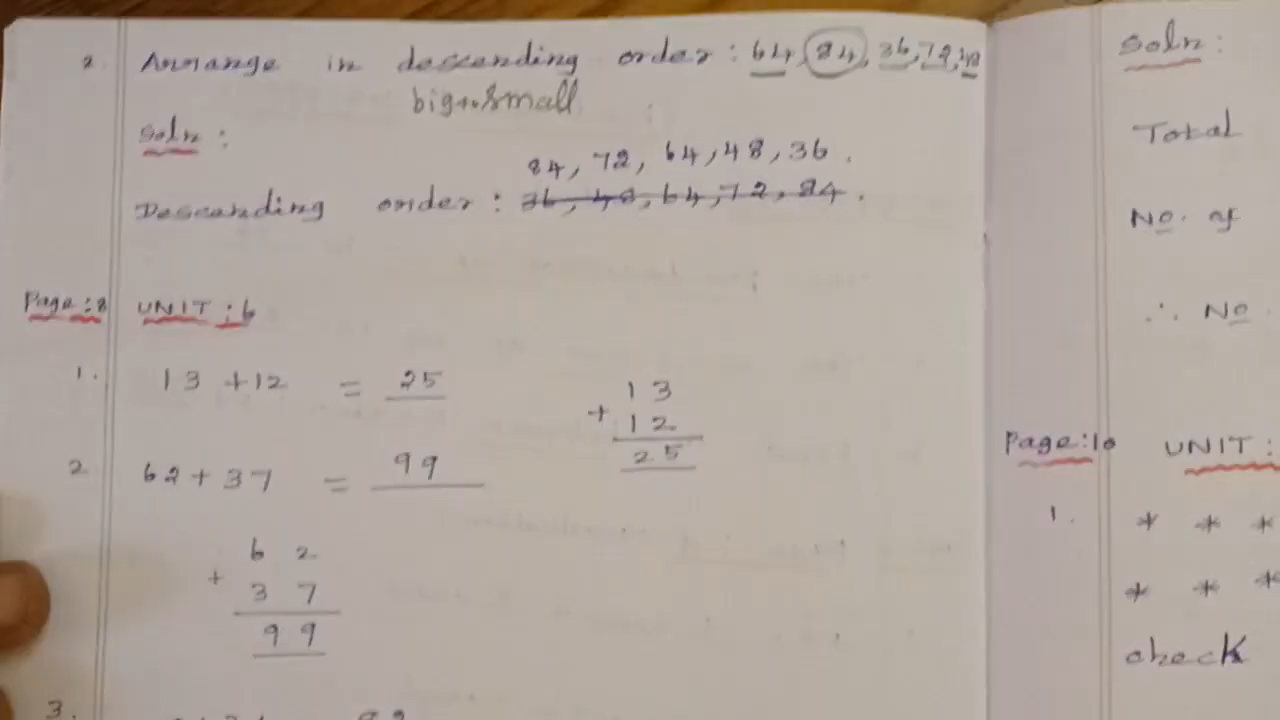 2. Arrange in descending order : 64, 84, 36, 72, 48
big to small
Soln :
84, 72, 64, 48, 36.
Descending order : 36, 48, 64, 72, 84.
Page : 8 UNIT : 6
1. 13 + 12 = 25
13
+ 12
25
2. 62 + 37 = 99
62
+ 37
99
3.
Soln :
Total
No. of
∴ No.
Page : 10 UNIT :
1. * * *
* * *
check